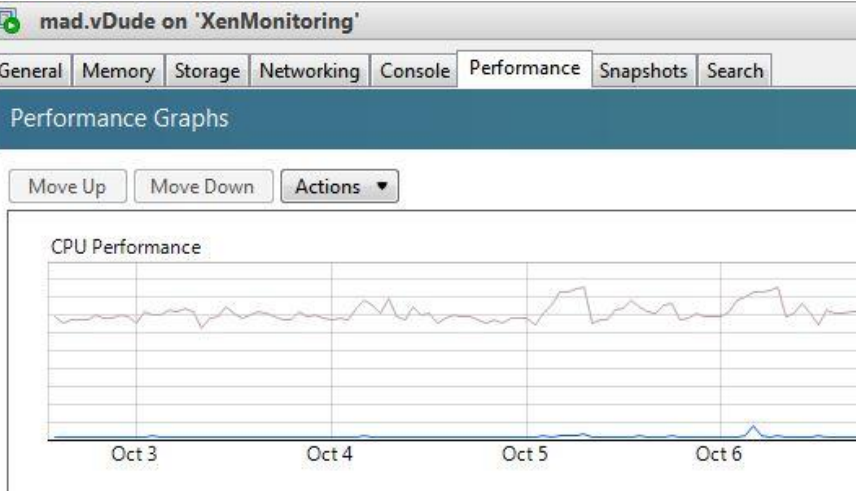 mad.vDude on 'XenMonitoring'
General Memory Storage Networking Console Performance Snapshots Search
Performance Graphs
Move Up Move Down Actions
CPU Performance
Oct 3 Oct 4 Oct 5 Oct 6